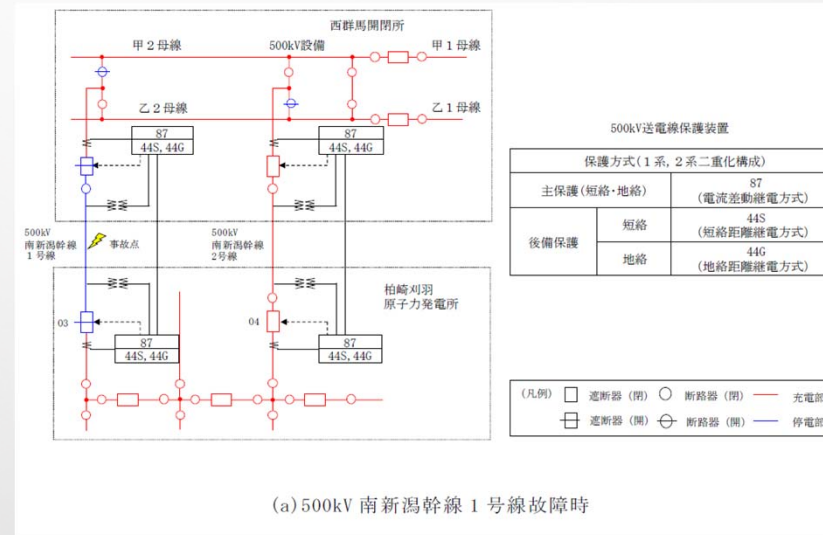 西群馬開閉所
甲2母線
500kV設備
甲1母線
乙2母線
乙1母線
87
44S, 44G
87
44S, 44G
500kV
南新潟幹線
1号線
事故点
500kV
南新潟幹線
2号線
柏崎刈羽
原子力発電所
03
04
87
44S, 44G
87
44S, 44G
500kV送電線保護装置
保護方式(1系, 2系二重化構成)
主保護(短絡・地絡)
87
(電流差動継電方式)
後備保護
短絡
44S
(短絡距離継電方式)
地絡
44G
(地絡距離継電方式)
(凡例) 遮断器(閉) 断路器(閉) 充電部
遮断器(開) 断路器(開) 停電部
(a)500kV 南新潟幹線 1 号線故障時